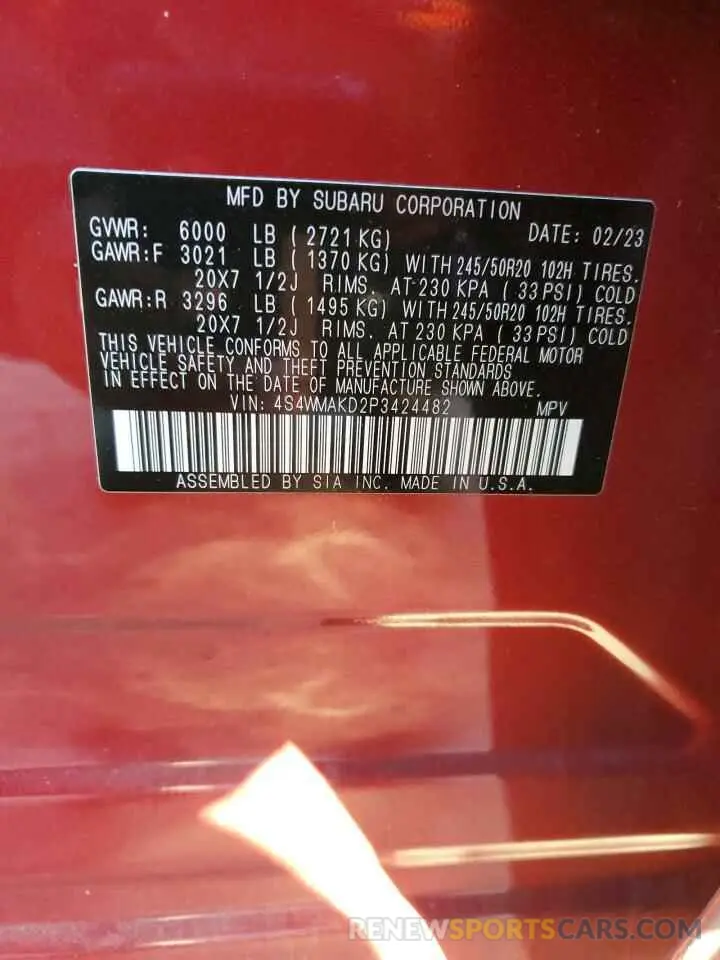 MFD BY SUBARU CORPORATION
GVWR: 6000 LB ( 2721 KG) DATE: 02/23
GAWR:F 3021 LB ( 1370 KG) WITH 245/50R20 102H TIRES.
20X7 1/2J RIMS. AT 230 KPA ( 33 PSI) COLD
GAWR:R 3296 LB ( 1495 KG) WITH 245/50R20 102H TIRES.
20X7 1/2J RIMS. AT 230 KPA ( 33 PSI) COLD
THIS VEHICLE CONFORMS TO ALL APPLICABLE FEDERAL MOTOR
VEHICLE SAFETY AND THEFT PREVENTION STANDARDS
IN EFFECT ON THE DATE OF MANUFACTURE SHOWN ABOVE.
VIN: 4S4WMAKD2P3424482 MPV
ASSEMBLED BY SIA INC. MADE IN U.S.A.
RENEWSPORTSCARS.COM